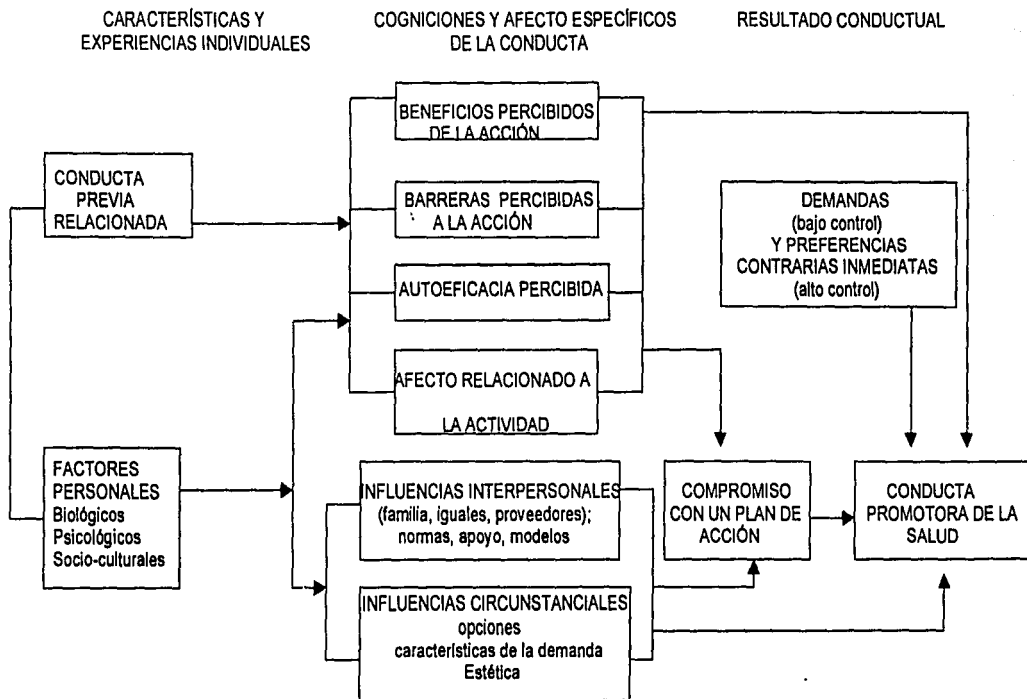 CARACTERÍSTICAS Y
EXPERIENCIAS INDIVIDUALES
COGNICIONES Y AFECTO ESPECÍFICOS
DE LA CONDUCTA
RESULTADO CONDUCTUAL
CONDUCTA
PREVIA
RELACIONADA
FACTORES
PERSONALES
Biológicos
Psicológicos
Socio-culturales
BENEFICIOS PERCIBIDOS
DE LA ACCIÓN
BARRERAS PERCIBIDAS
A LA ACCIÓN
AUTOEFICACIA PERCIBIDA
AFECTO RELACIONADO A
LA ACTIVIDAD
INFLUENCIAS INTERPERSONALES
(familia, iguales, proveedores);
normas, apoyo, modelos
INFLUENCIAS CIRCUNSTANCIALES
opciones
características de la demanda
Estética
DEMANDAS
(bajo control)
Y PREFERENCIAS
CONTRARIAS INMEDIATAS
(alto control)
COMPROMISO
CON UN PLAN DE
ACCIÓN
CONDUCTA
PROMOTORA DE LA
SALUD